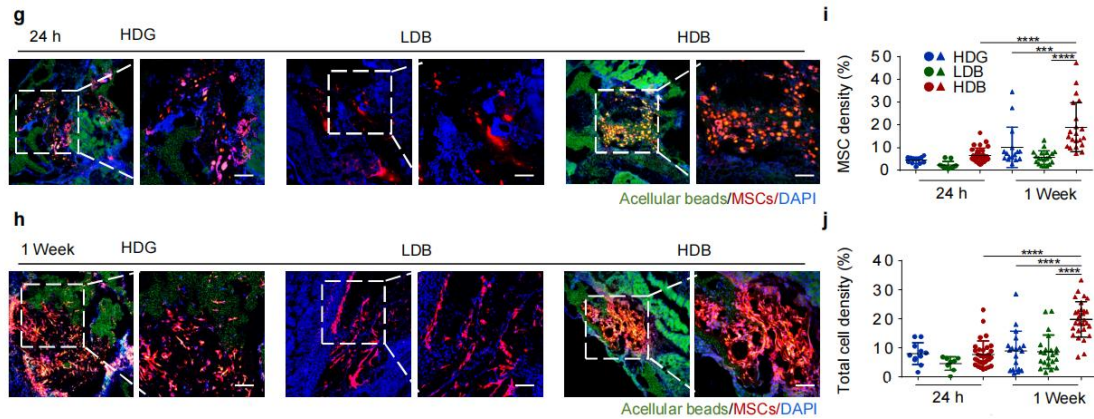 g
24 h HDG LDB HDB
Acellular beads/MSCs/DAPI
h
1 Week HDG LDB HDB
Acellular beads/MSCs/DAPI
i
****
***
****
HDG
LDB
HDB
MSC density (%)
50
40
30
20
10
0
24 h 1 Week
j
****
****
****
Total cell density (%)
40
30
20
10
0
24 h 1 Week